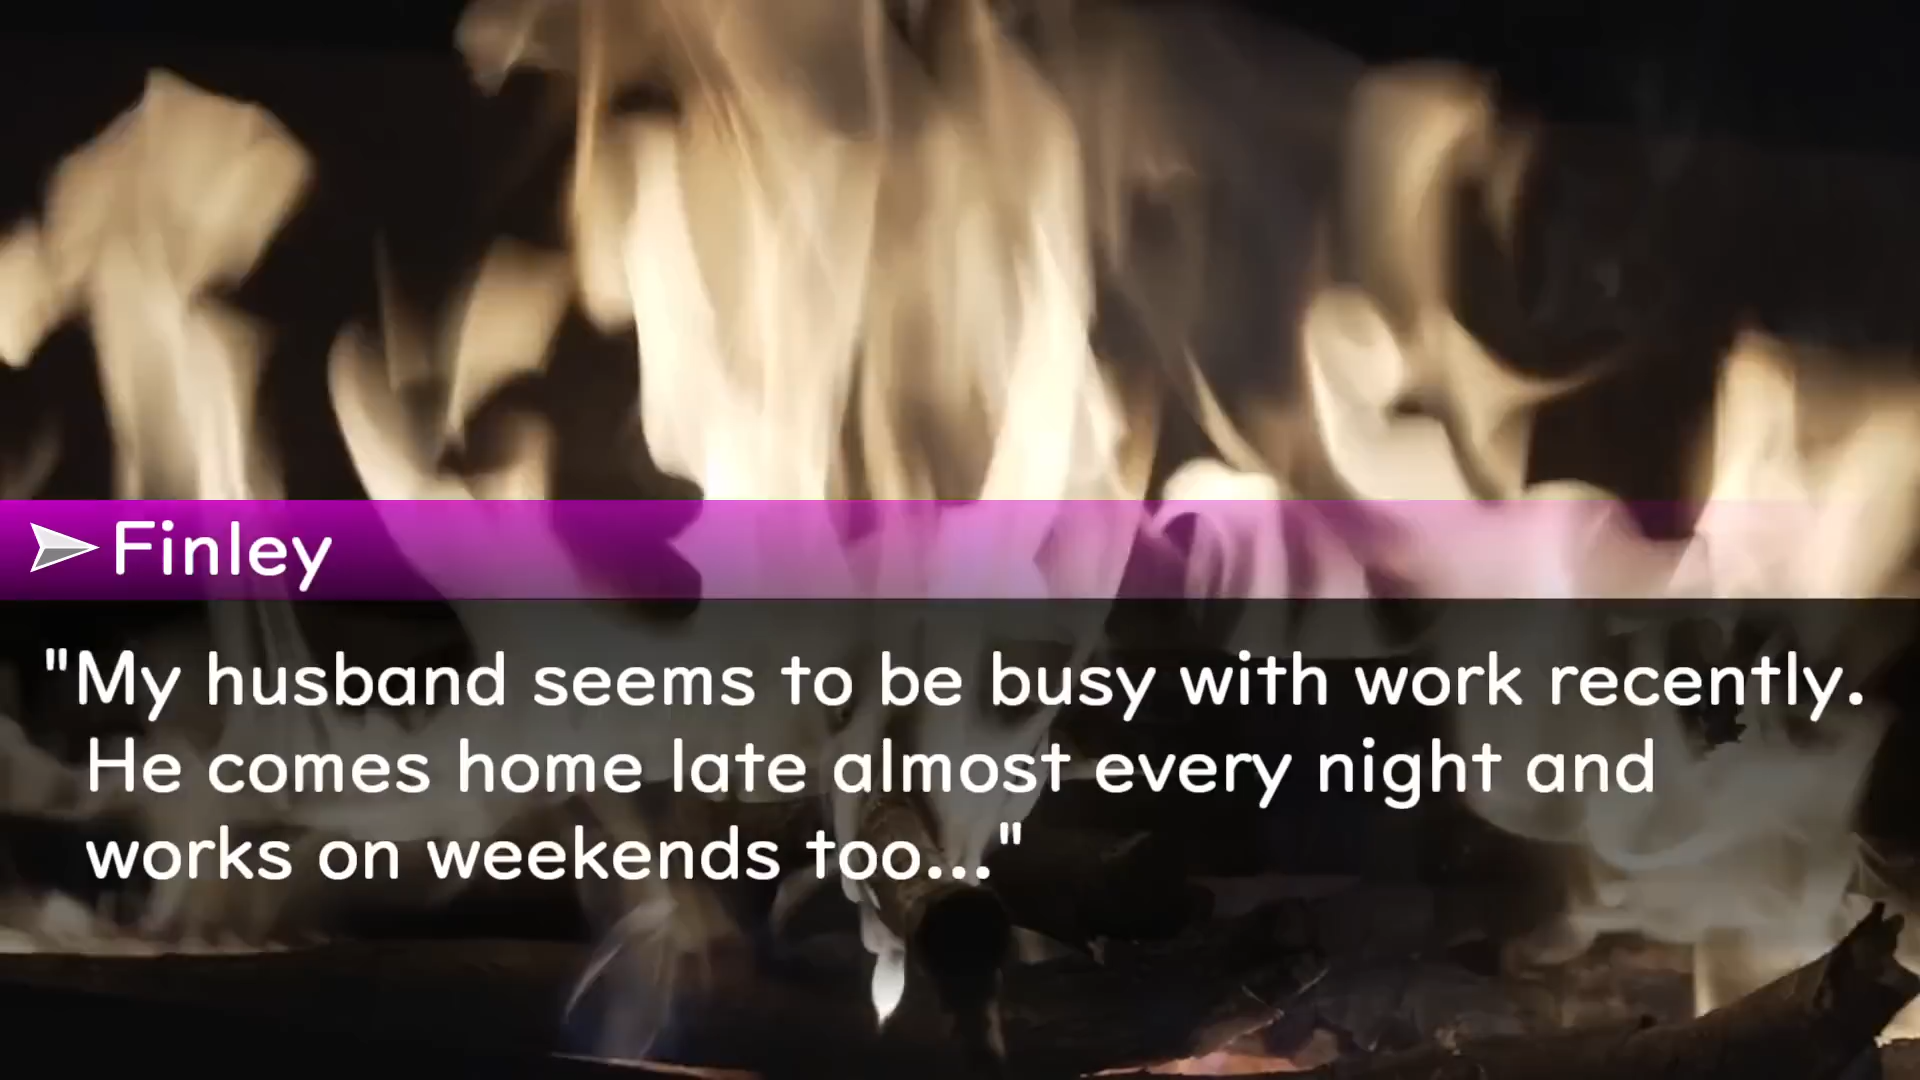 Finley
"My husband seems to be busy with work recently.
He comes home late almost every night and
works on weekends too..."